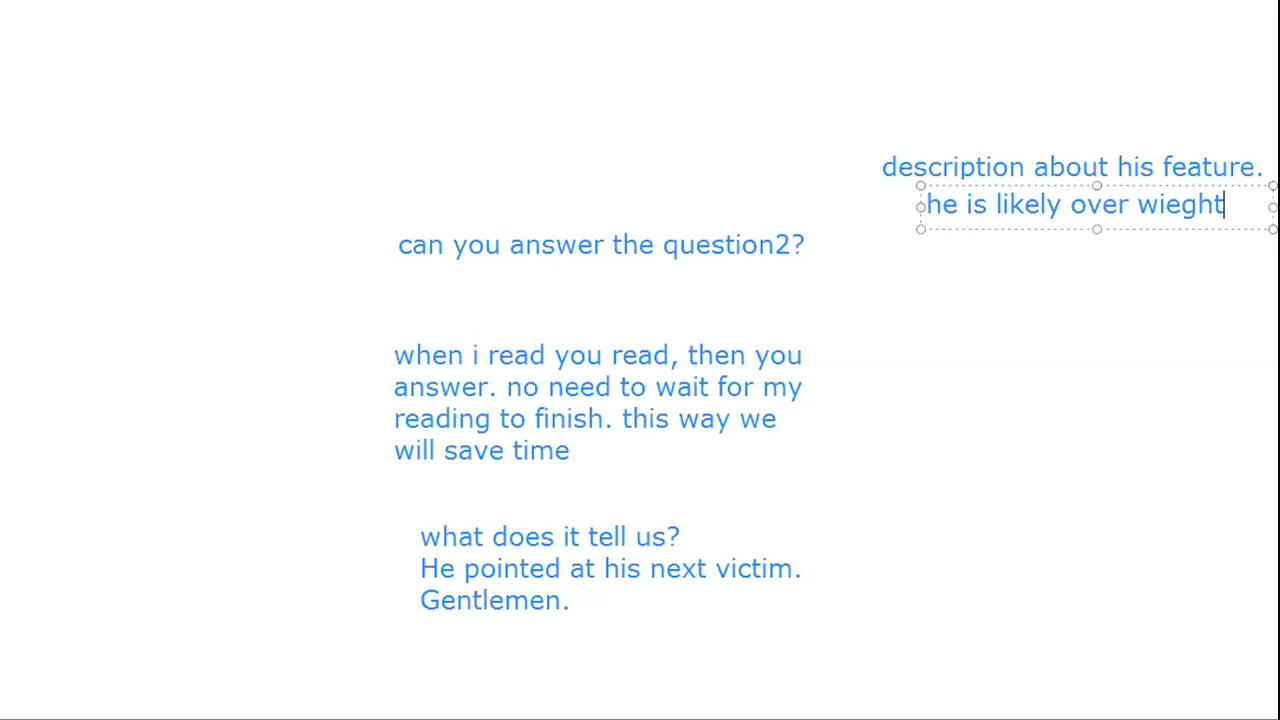 description about his feature.
he is likely over wieght
can you answer the question2?
when i read you read, then you
answer. no need to wait for my
reading to finish. this way we
will save time
what does it tell us?
He pointed at his next victim.
Gentlemen.